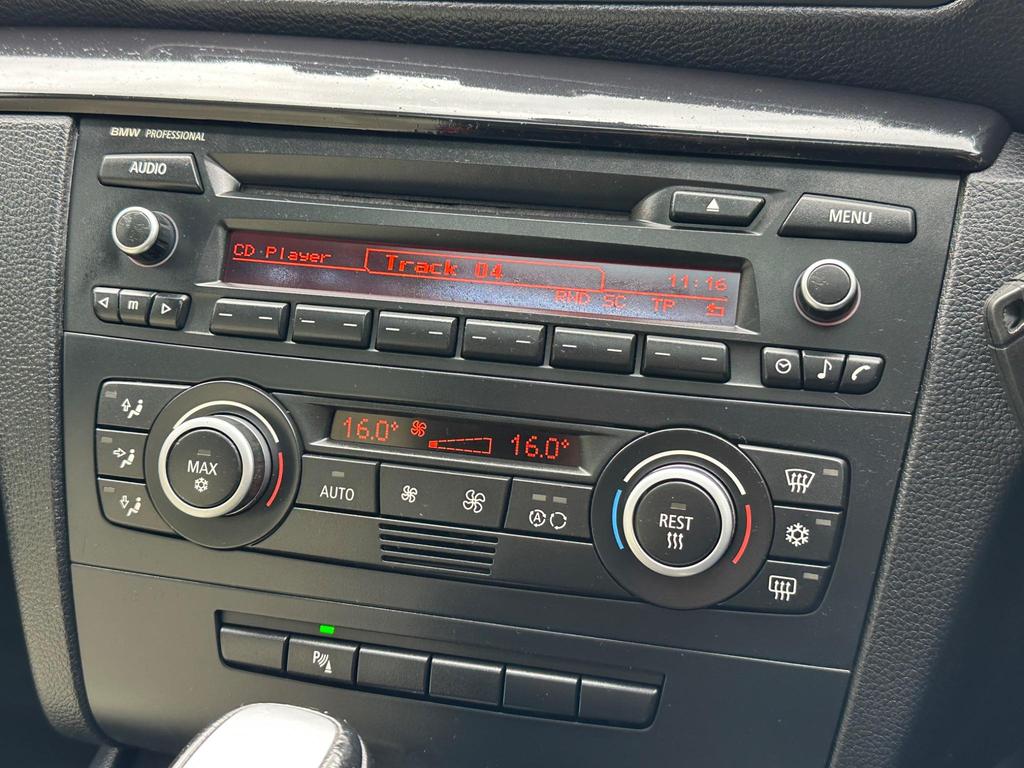 BMW PROFESSIONAL
AUDIO
MENU
CD·Player
Track 04
11:16
RND SC TP
m
16.0°
16.0°
MAX
AUTO
A
REST
P